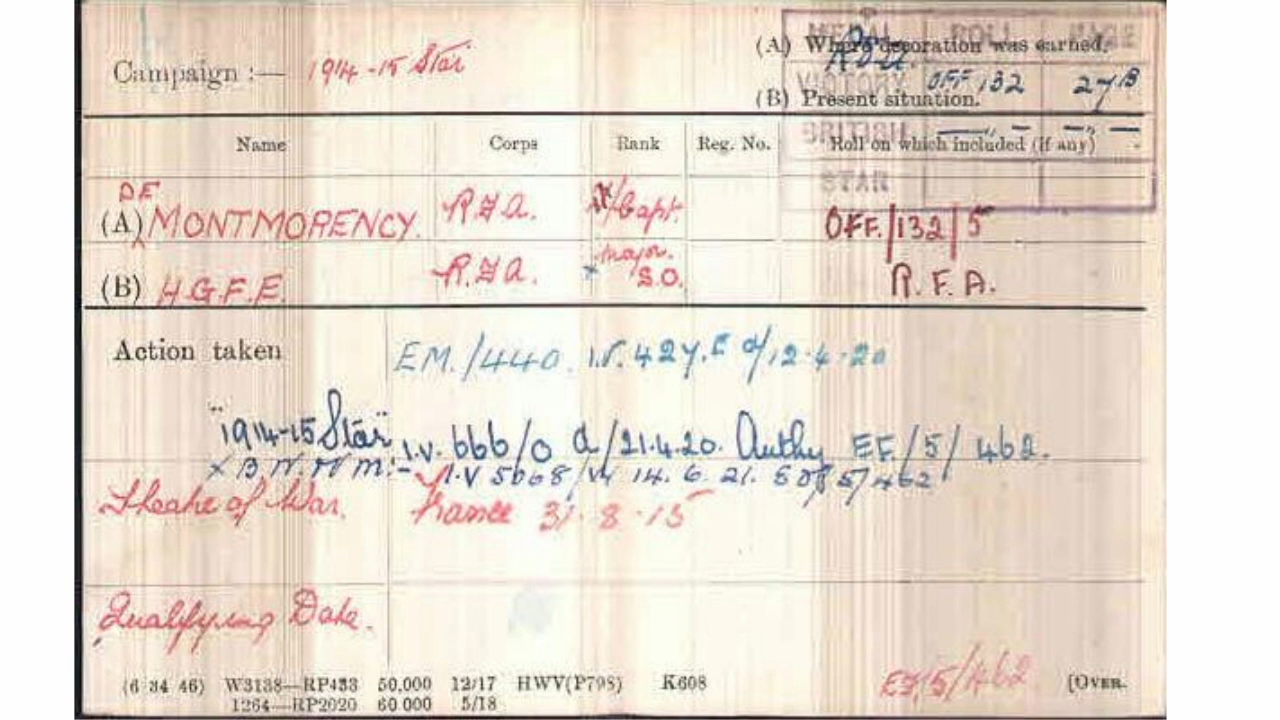 Campaign :— 1914-15 Star
(A) Where decoration was earned.
(B) Present situation.
MEDAL ROLL PAGE
VICTORY OFF 132 27B
BRITISH — " — — " —
STAR
Name Corps Rank Reg. No. Roll on which included (if any)
DE
(A) MONTMORENCY. R.F.A. /Capt. OFF./132/5
(B) H.G.F.E. R.F.A. Major. R.F.A.
x S.O.
Action taken EM./440. I.V. 427.E d/12.4.20
"1914-15 Star" I.V. 666/O d/21.4.20. Authy EF/5/462.
x B.W.V.M:- I.V 5068/ 14.6.21. 5/462
Theatre of War. France 31.8.15
Qualifying Date.
EF/5/462
(6 34 46) W3138—RP433 50,000 12/17 HWV(P798) K608 [OVER.
1264—RP2020 60 000 5/18